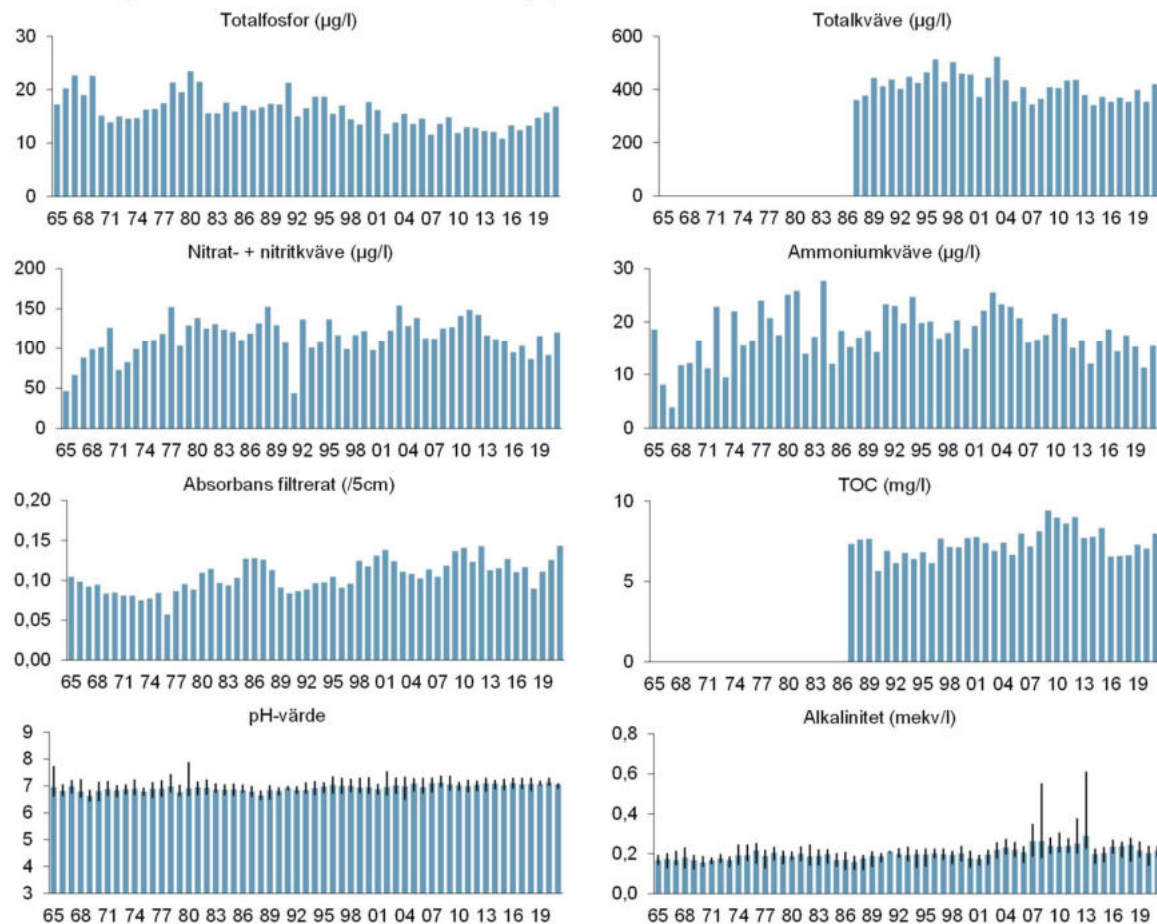 Totalfosfor (µg/l)
30
20
10
0
65 68 71 74 77 80 83 86 89 92 95 98 01 04 07 10 13 16 19
Totalkväve (µg/l)
600
400
200
0
65 68 71 74 77 80 83 86 89 92 95 98 01 04 07 10 13 16 19
Nitrat- + nitritkväve (µg/l)
200
150
100
50
0
65 68 71 74 77 80 83 86 89 92 95 98 01 04 07 10 13 16 19
Ammoniumkväve (µg/l)
30
20
10
0
65 68 71 74 77 80 83 86 89 92 95 98 01 04 07 10 13 16 19
Absorbans filtrerat (/5cm)
0,20
0,15
0,10
0,05
0,00
65 68 71 74 77 80 83 86 89 92 95 98 01 04 07 10 13 16 19
TOC (mg/l)
10
5
0
65 68 71 74 77 80 83 86 89 92 95 98 01 04 07 10 13 16 19
pH-värde
9
8
7
6
5
4
3
65 68 71 74 77 80 83 86 89 92 95 98 01 04 07 10 13 16 19
Alkalinitet (mekv/l)
0,8
0,6
0,4
0,2
0,0
65 68 71 74 77 80 83 86 89 92 95 98 01 04 07 10 13 16 19